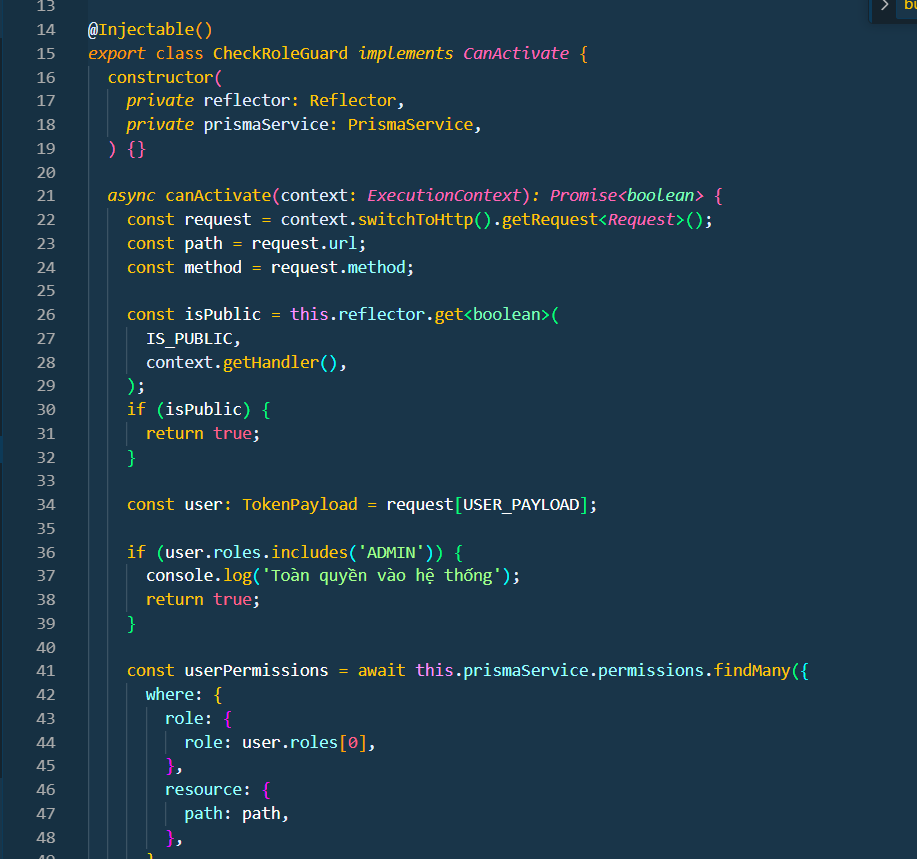 13
bu
14 @Injectable()
15 export class CheckRoleGuard implements CanActivate {
16   constructor(
17     private reflector: Reflector,
18     private prismaService: PrismaService,
19   ) {}
20
21   async canActivate(context: ExecutionContext): Promise<boolean> {
22     const request = context.switchToHttp().getRequest<Request>();
23     const path = request.url;
24     const method = request.method;
25
26     const isPublic = this.reflector.get<boolean>(
27       IS_PUBLIC,
28       context.getHandler(),
29     );
30     if (isPublic) {
31       return true;
32     }
33
34     const user: TokenPayload = request[USER_PAYLOAD];
35
36     if (user.roles.includes('ADMIN')) {
37       console.log('Toàn quyền vào hệ thống');
38       return true;
39     }
40
41     const userPermissions = await this.prismaService.permissions.findMany({
42       where: {
43         role: {
44           role: user.roles[0],
45         },
46         resource: {
47           path: path,
48         },